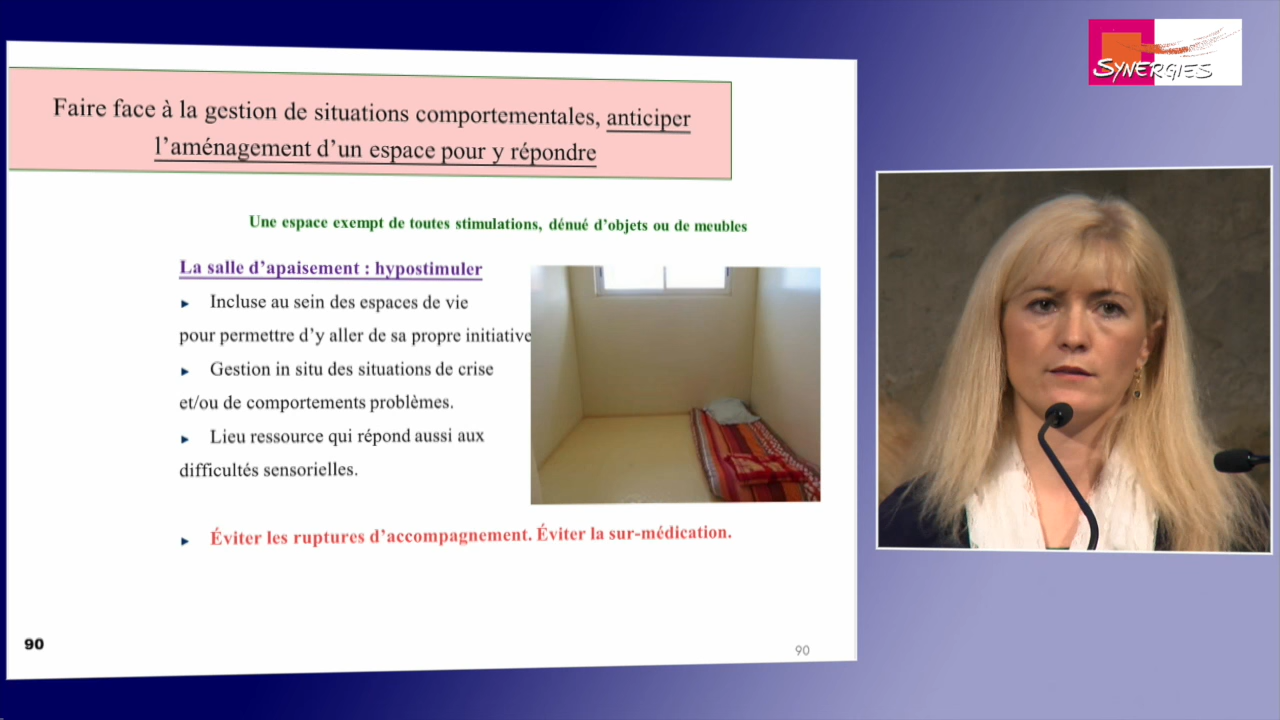 SYNERGIES
Faire face à la gestion de situations comportementales, anticiper
l'aménagement d'un espace pour y répondre
Une espace exempt de toutes stimulations, dénué d'objets ou de meubles
La salle d'apaisement : hypostimuler
► Incluse au sein des espaces de vie
pour permettre d'y aller de sa propre initiative
► Gestion in situ des situations de crise
et/ou de comportements problèmes.
► Lieu ressource qui répond aussi aux
difficultés sensorielles.
► Éviter les ruptures d'accompagnement. Éviter la sur-médication.
90
90